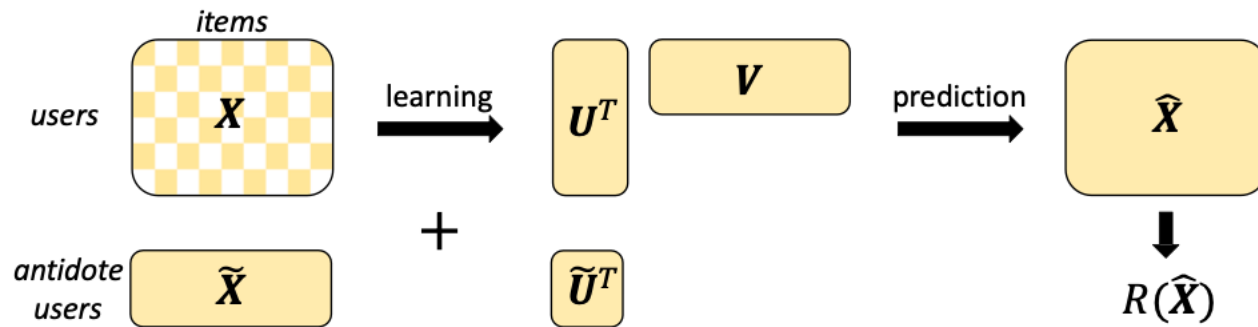 items
users
X
learning
U^T
V
prediction
X̂
+
antidote
users
X̃
Ũ^T
R(X̂)